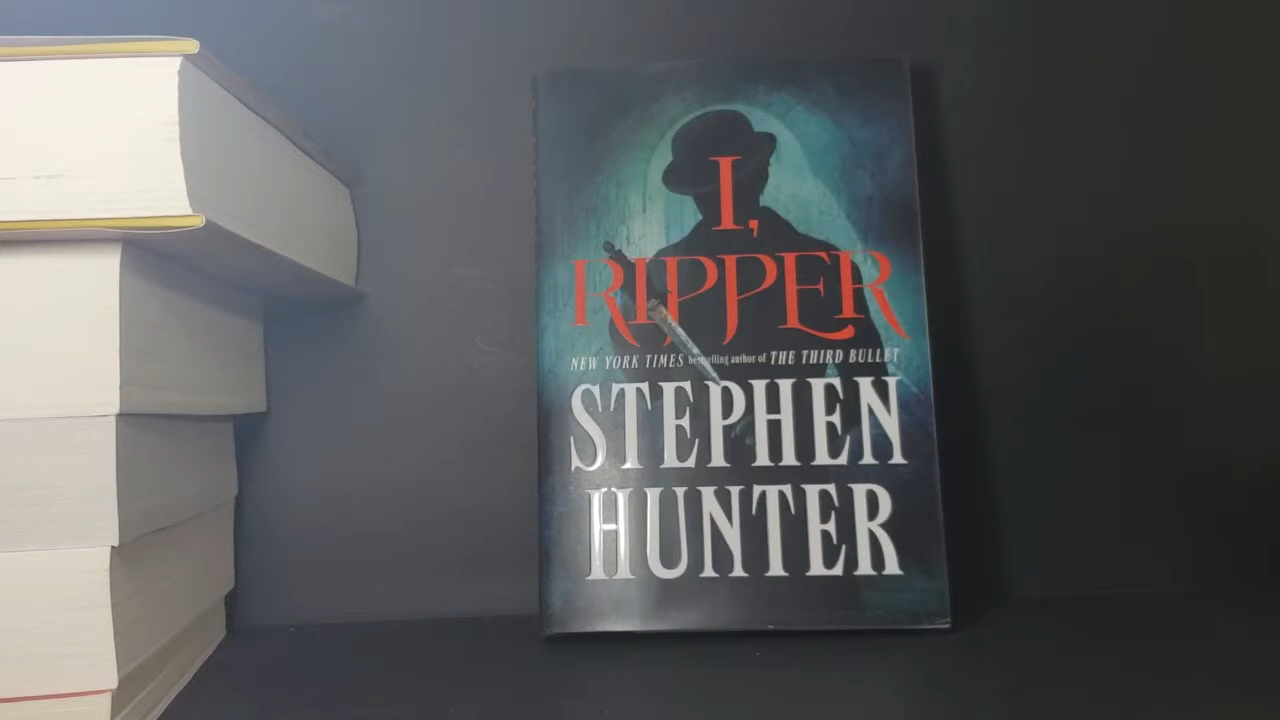 I,
RIPPER
NEW YORK TIMES bestselling author of THE THIRD BULLET
STEPHEN
HUNTER